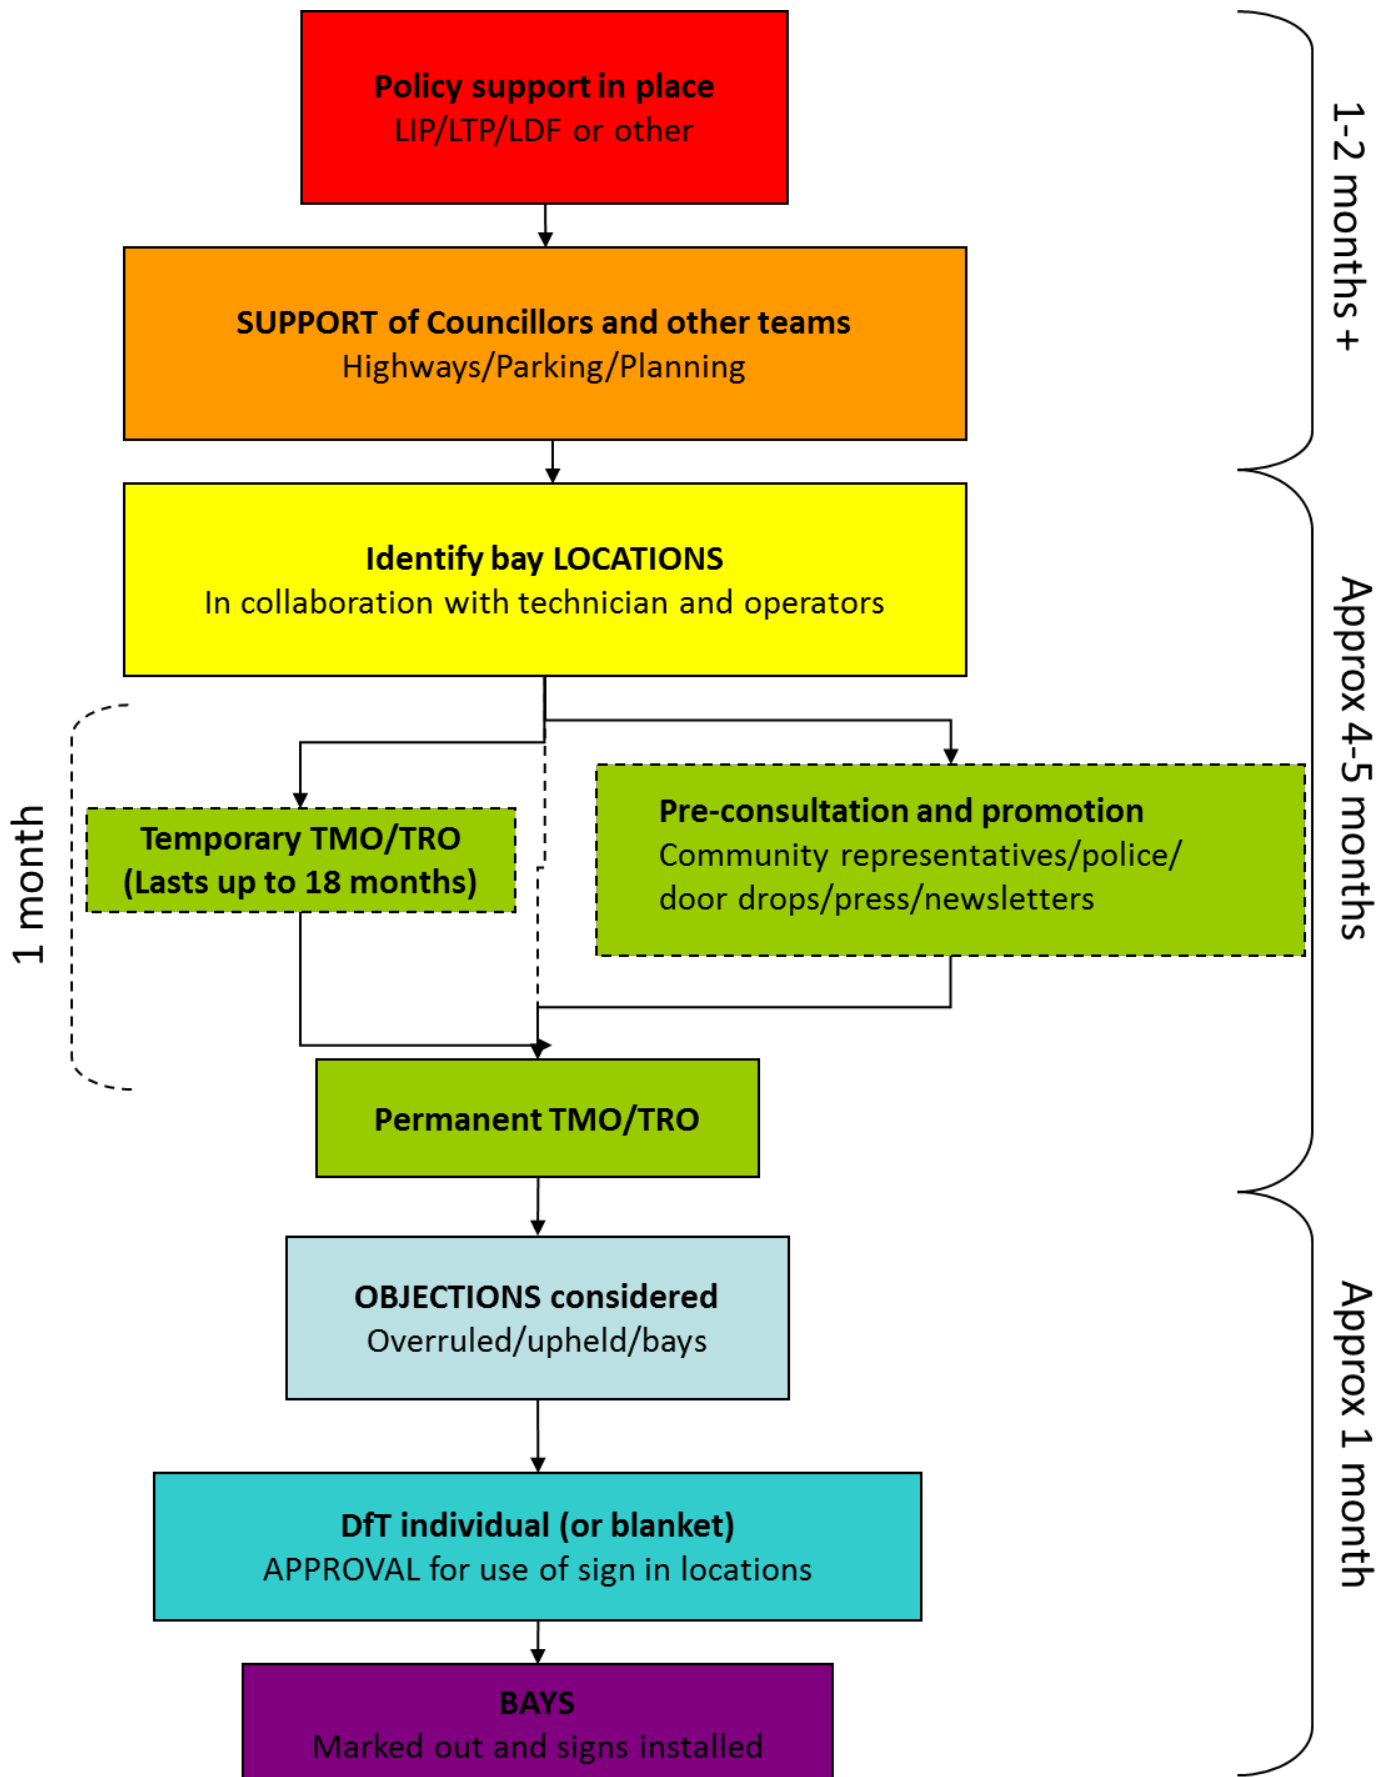 Policy support in place
LIP/LTP/LDF or other
1-2 months +
SUPPORT of Councillors and other teams
Highways/Parking/Planning
Identify bay LOCATIONS
In collaboration with technician and operators
Approx 4-5 months
1 month
Temporary TMO/TRO
(Lasts up to 18 months)
Pre-consultation and promotion
Community representatives/police/
door drops/press/newsletters
Permanent TMO/TRO
OBJECTIONS considered
Overruled/upheld/bays
Approx 1 month
DfT individual (or blanket)
APPROVAL for use of sign in locations
BAYS
Marked out and signs installed